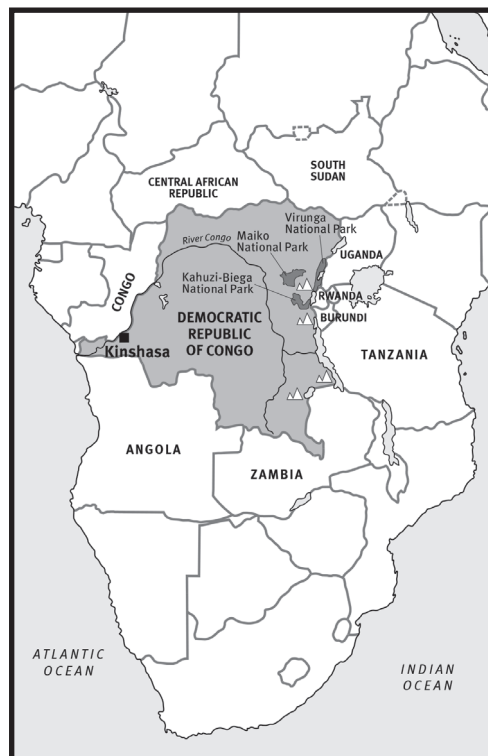 CENTRAL AFRICAN
REPUBLIC
SOUTH
SUDAN
Virunga
National Park
River Congo
Maiko
National Park
UGANDA
Kahuzi-Biega
National Park
CONGO
RWANDA
DEMOCRATIC
REPUBLIC
OF CONGO
BURUNDI
Kinshasa
TANZANIA
ANGOLA
ZAMBIA
ATLANTIC
OCEAN
INDIAN
OCEAN